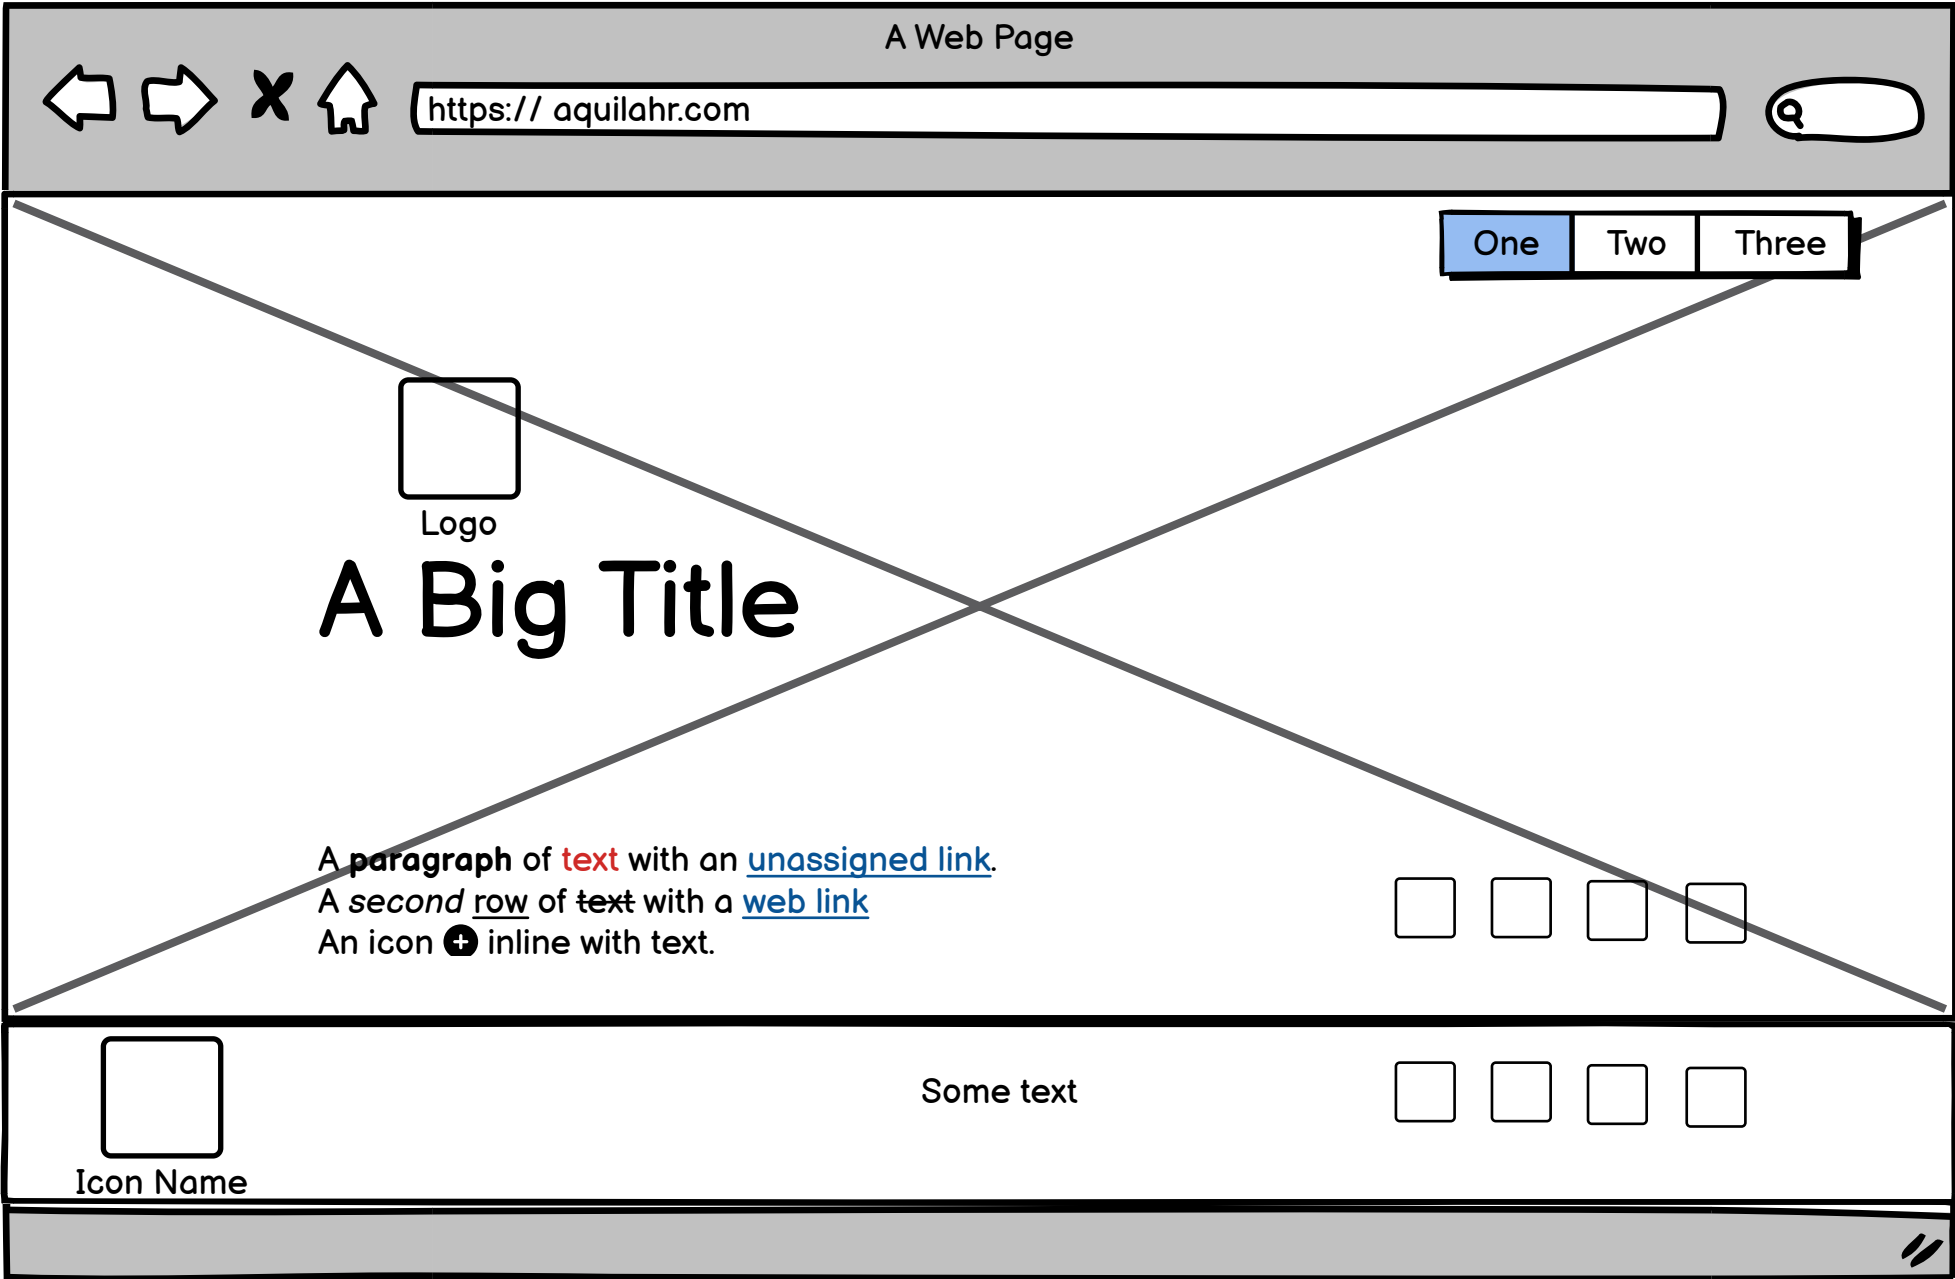 A Web Page
https:// aquilahr.com
One Two Three
Logo
A Big Title
A paragraph of text with an unassigned link.
A second row of text with a web link
An icon + inline with text.
Some text
Icon Name